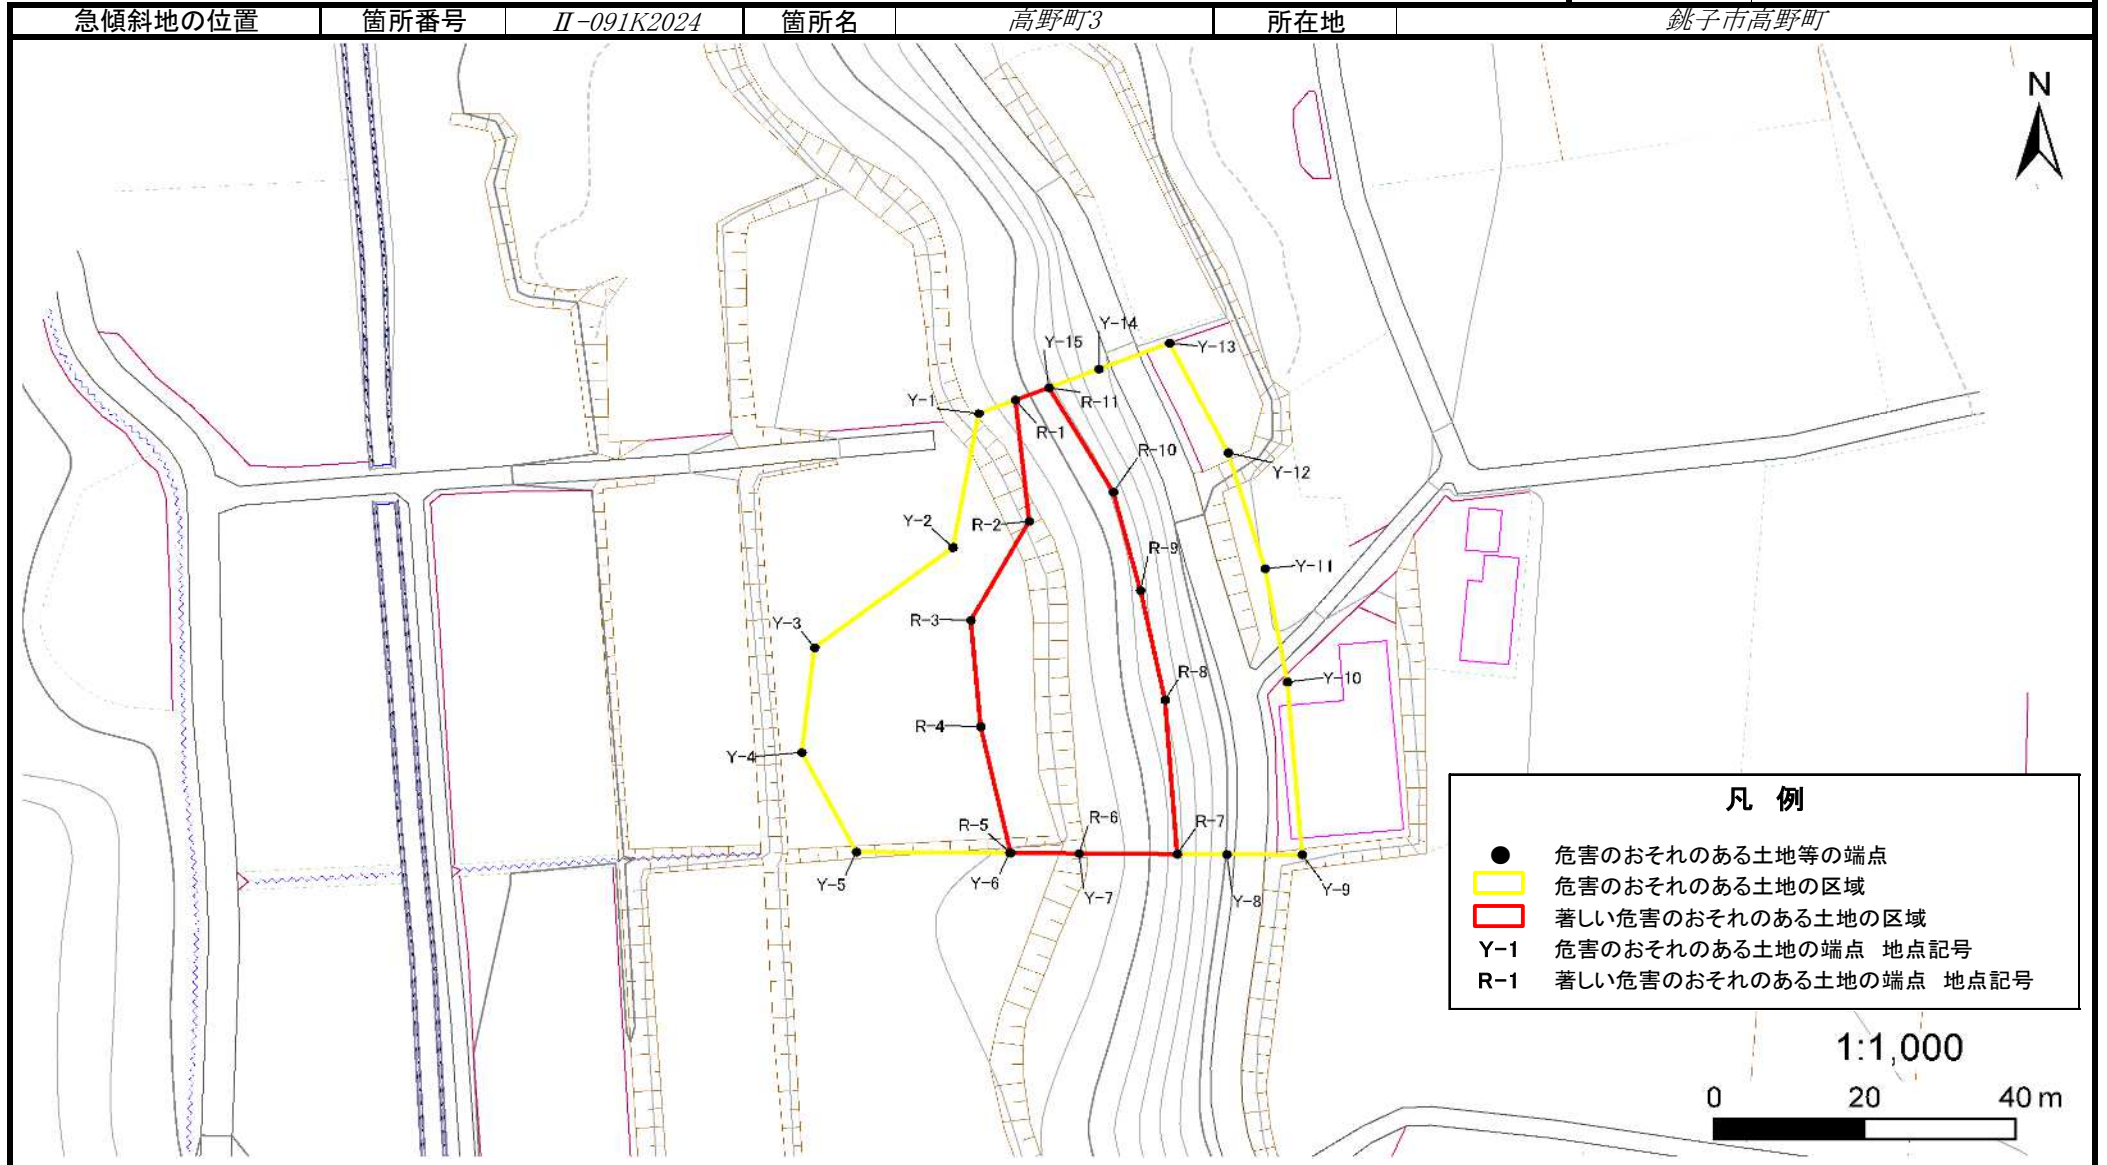 急傾斜地の位置 箇所番号 Ⅱ-091K2024 箇所名 高野町3 所在地 銚子市高野町
N
Y-14
Y-15
Y-13
Y-1
R-11
R-1
R-10
Y-12
Y-2
R-2
R-9
Y-11
Y-3
R-3
R-8
Y-10
R-4
Y-4
R-5
R-6
R-7
Y-5
Y-6
Y-7
Y-8
Y-9
凡 例
危害のおそれのある土地等の端点
危害のおそれのある土地の区域
著しい危害のおそれのある土地の区域
Y-1 危害のおそれのある土地の端点 地点記号
R-1 著しい危害のおそれのある土地の端点 地点記号
1:1,000
0 20 40 m